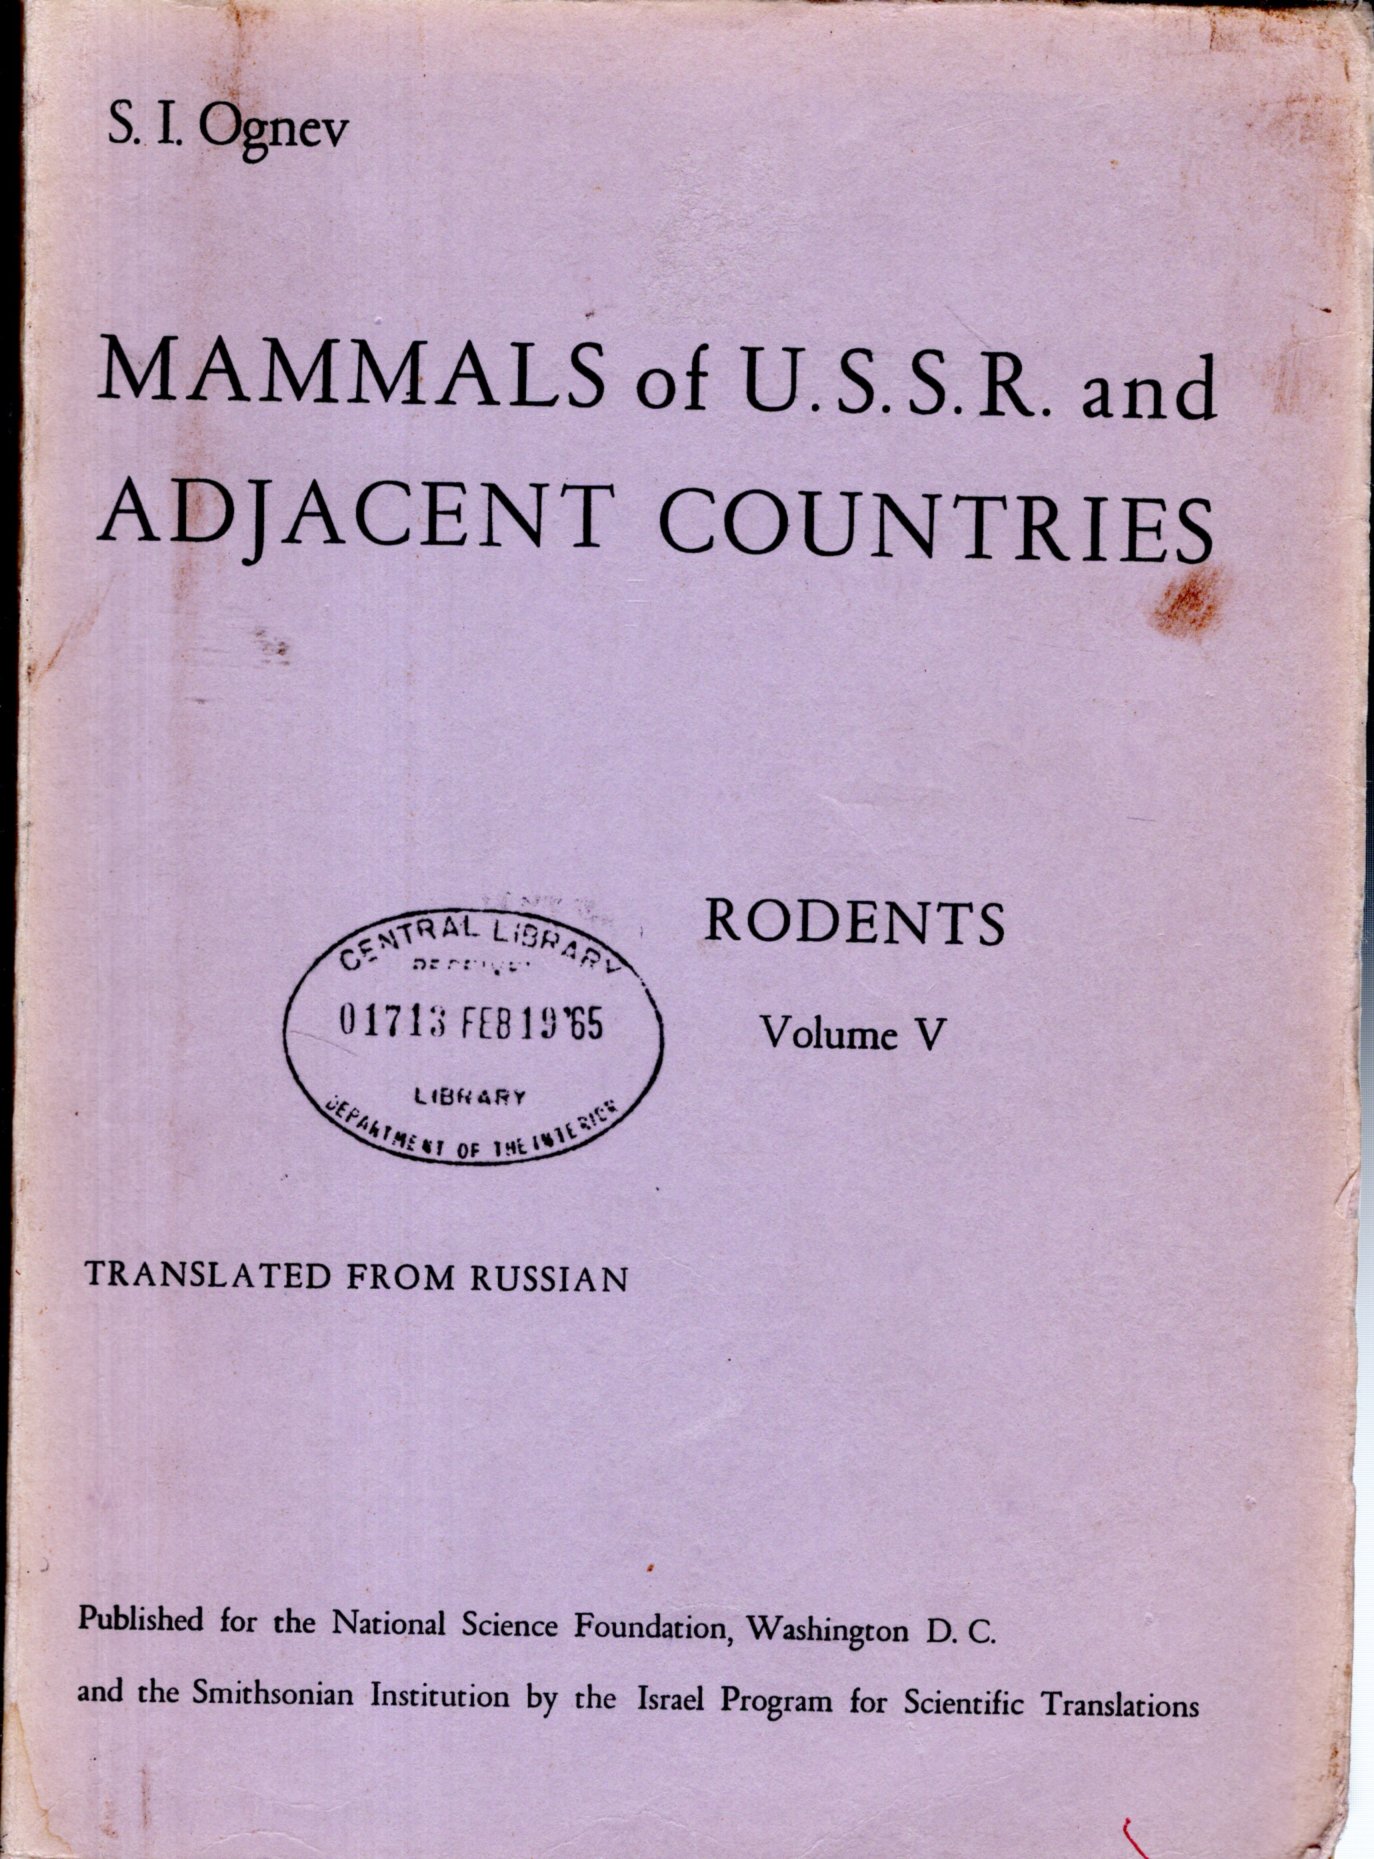 S. I. Ognev
MAMMALS of U.S.S.R. and
ADJACENT COUNTRIES
RODENTS
Volume V
CENTRAL LIBRARY
01713 FEB 19 '65
LIBRARY
DEPARTMENT OF THE INTERIOR
TRANSLATED FROM RUSSIAN
Published for the National Science Foundation, Washington D. C.
and the Smithsonian Institution by the Israel Program for Scientific Translations